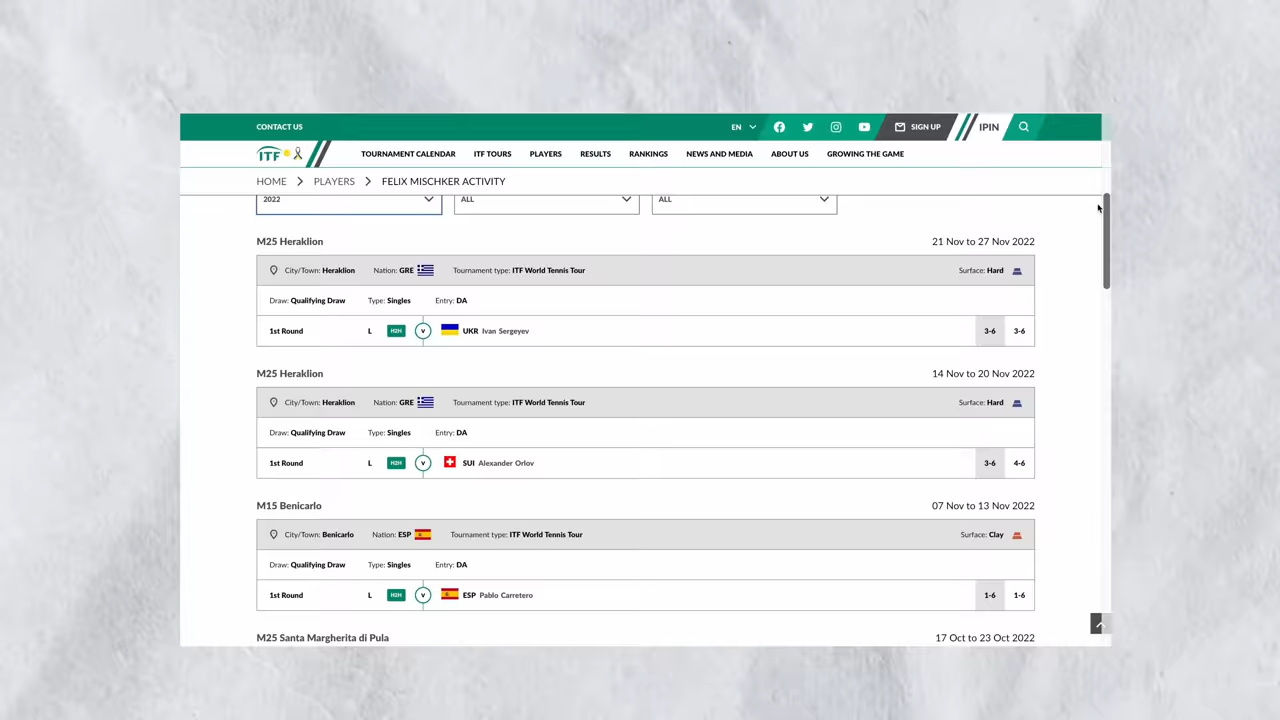 CONTACT US
EN
SIGN UP
IPIN
ITF
TOURNAMENT CALENDAR ITF TOURS PLAYERS RESULTS RANKINGS NEWS AND MEDIA ABOUT US GROWING THE GAME
HOME > PLAYERS > FELIX MISCHKER ACTIVITY
2022 ALL ALL
M25 Heraklion 21 Nov to 27 Nov 2022
City/Town: Heraklion Nation: GRE Tournament type: ITF World Tennis Tour Surface: Hard
Draw: Qualifying Draw Type: Singles Entry: DA
1st Round L H2H v UKR Ivan Sergeyev 3-6 3-6
M25 Heraklion 14 Nov to 20 Nov 2022
City/Town: Heraklion Nation: GRE Tournament type: ITF World Tennis Tour Surface: Hard
Draw: Qualifying Draw Type: Singles Entry: DA
1st Round L H2H v SUI Alexander Orlov 3-6 4-6
M15 Benicarlo 07 Nov to 13 Nov 2022
City/Town: Benicarlo Nation: ESP Tournament type: ITF World Tennis Tour Surface: Clay
Draw: Qualifying Draw Type: Singles Entry: DA
1st Round L H2H v ESP Pablo Carretero 1-6 1-6
M25 Santa Margherita di Pula 17 Oct to 23 Oct 2022